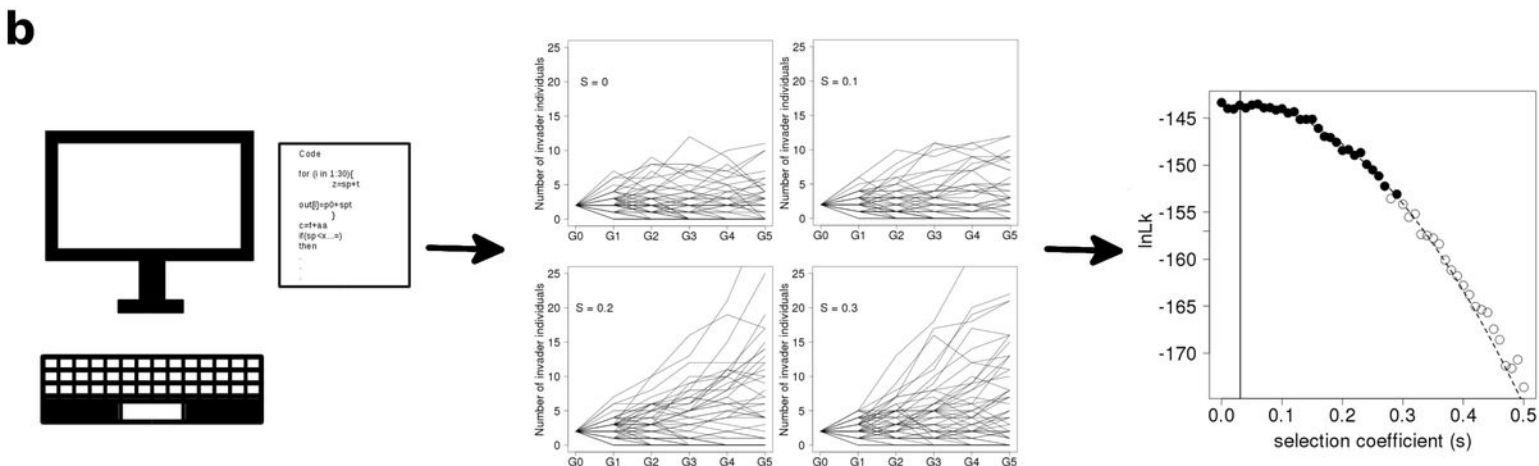 b
Code
for (i in 1:30){
z=sp+t
out[i]=p0+spt
}
c=f+aa
if(sp<x...=)
then
.
.
.
Number of invader individuals
25
20
15
10
5
0
S = 0
G0 G1 G2 G3 G4 G5
Number of invader individuals
25
20
15
10
5
0
S = 0.1
G0 G1 G2 G3 G4 G5
Number of invader individuals
25
20
15
10
5
0
S = 0.2
G0 G1 G2 G3 G4 G5
Number of invader individuals
25
20
15
10
5
0
S = 0.3
G0 G1 G2 G3 G4 G5
lnLk
-145
-150
-155
-160
-165
-170
0.0 0.1 0.2 0.3 0.4 0.5
selection coefficient (s)